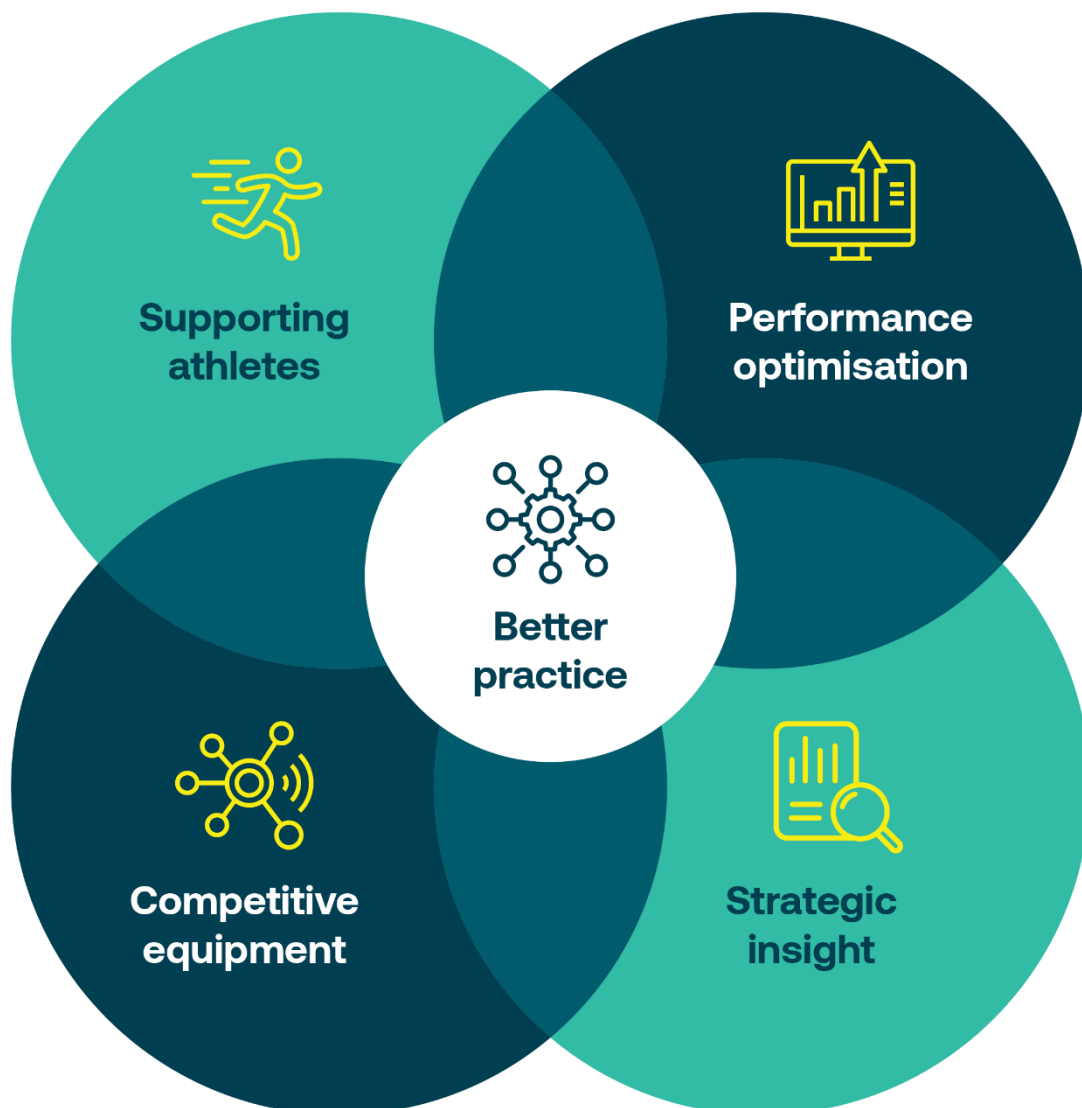 Supporting
athletes
Performance
optimisation
Better
practice
Competitive
equipment
Strategic
insight